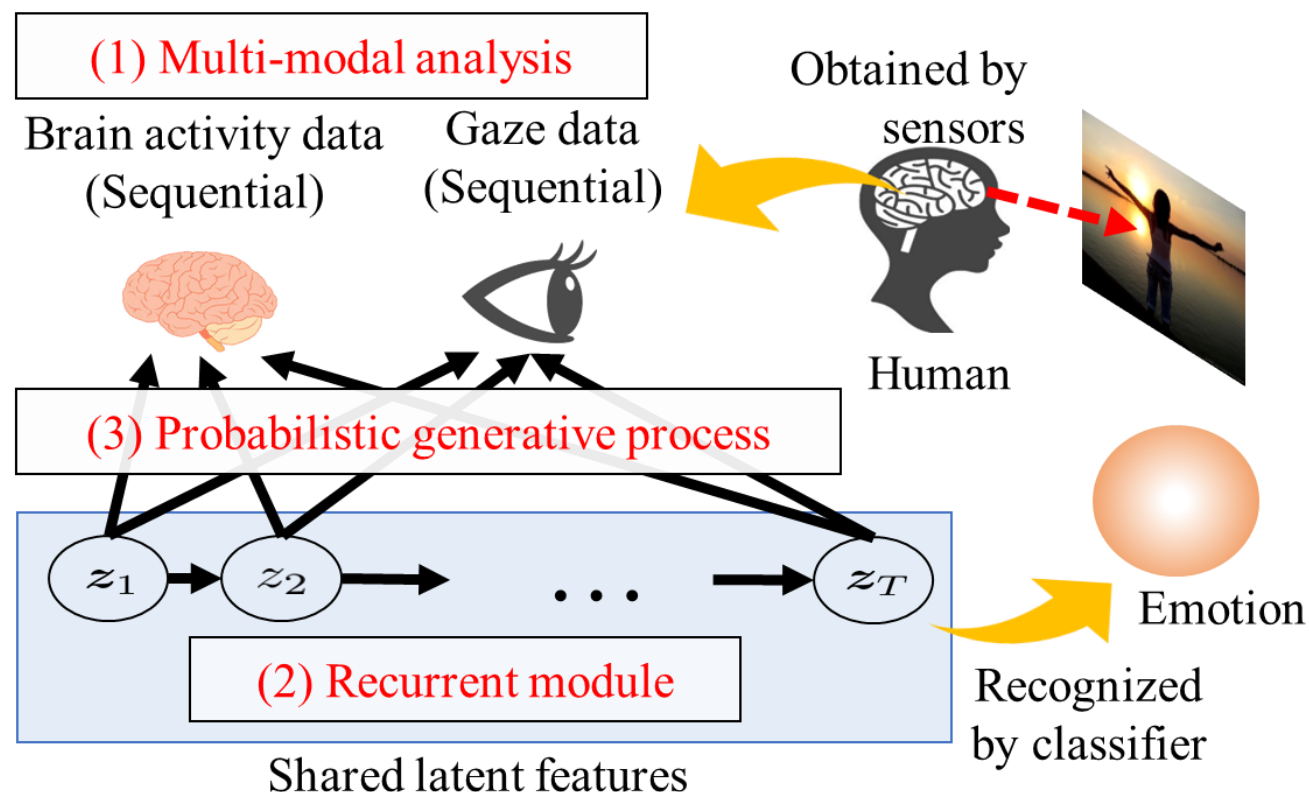 (1) Multi-modal analysis
Brain activity data
(Sequential)
Gaze data
(Sequential)
Obtained by
sensors
Human
(3) Probabilistic generative process
z1
z2
...
zT
(2) Recurrent module
Shared latent features
Emotion
Recognized
by classifier